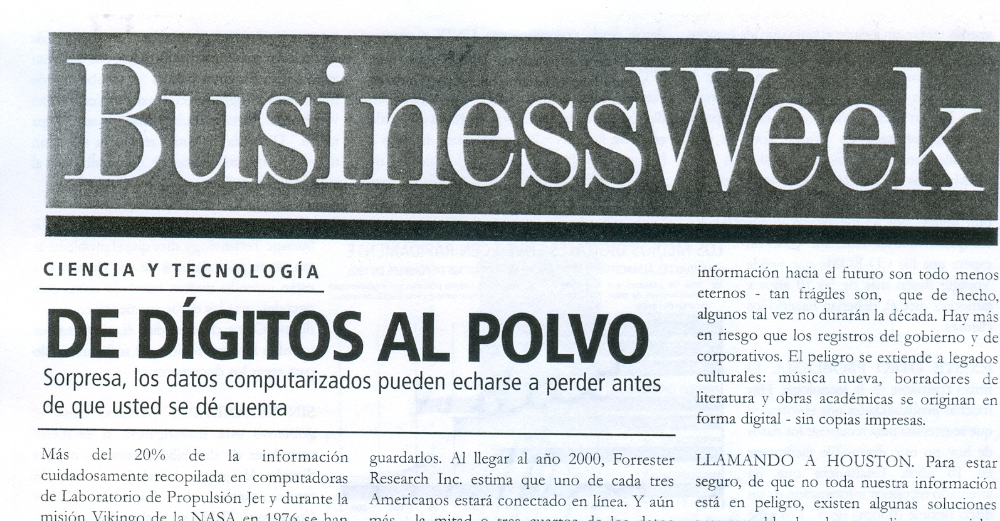 BusinessWeek
CIENCIA Y TECNOLOGÍA
DE DÍGITOS AL POLVO
Sorpresa, los datos computarizados pueden echarse a perder antes
de que usted se dé cuenta
Más del 20% de la información
cuidadosamente recopilada en computadoras
de Laboratorio de Propulsión Jet y durante la
misión Vikingo de la NASA en 1976 se han
guardarlos. Al llegar al año 2000, Forrester
Research Inc. estima que uno de cada tres
Americanos estará conectado en línea. Y aún
más, la mitad o tres cuartos de los datos
información hacia el futuro son todo menos
eternos - tan frágiles son, que de hecho,
algunos tal vez no durarán la década. Hay más
en riesgo que los registros del gobierno y de
corporativos. El peligro se extiende a legados
culturales: música nueva, borradores de
literatura y obras académicas se originan en
forma digital - sin copias impresas.
LLAMANDO A HOUSTON. Para estar
seguro, de que no toda nuestra información
está en peligro, existen algunas soluciones